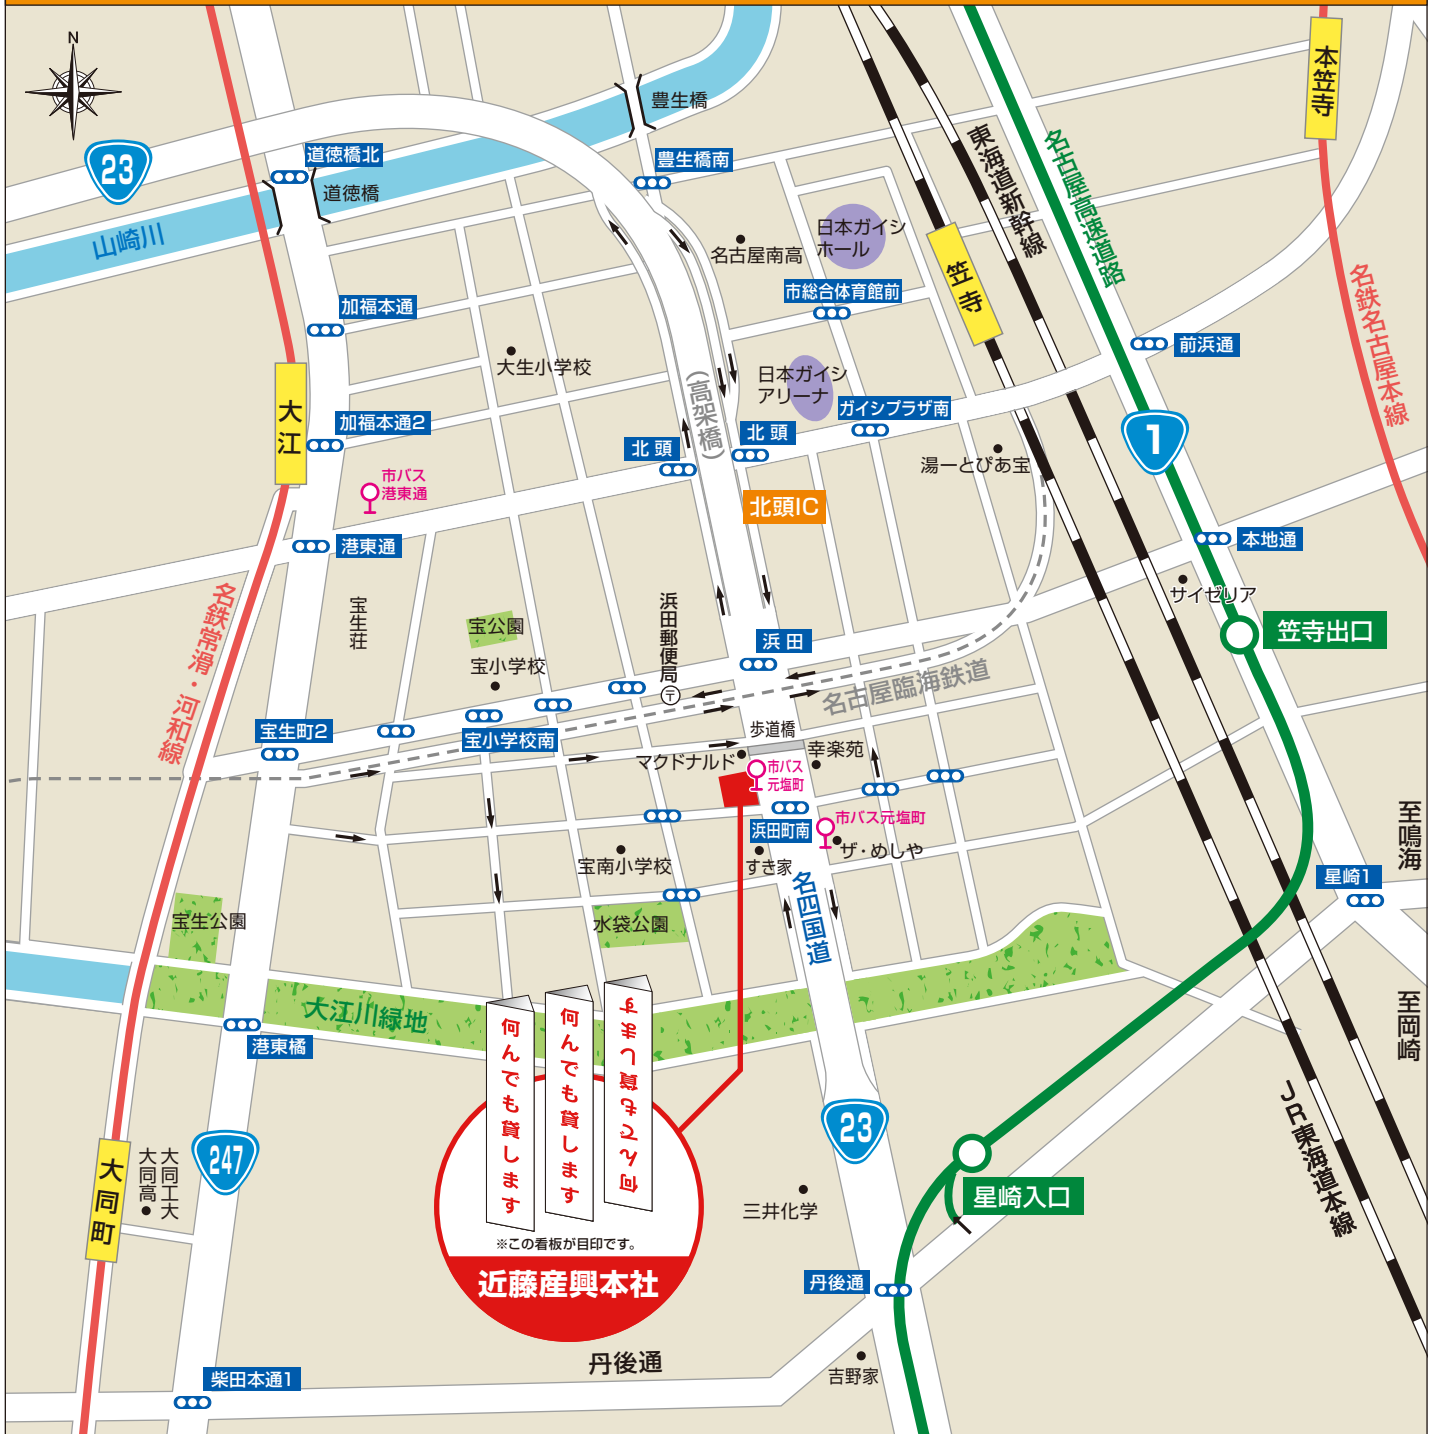 N
本笠寺
豊生橋
23
道徳橋北
豊生橋南
道徳橋
東海道新幹線
名古屋高速道路
山崎川
名古屋南高
日本ガイシ
ホール
笠寺
市総合体育館前
加福本通
名鉄名古屋本線
前浜通
大生小学校
日本ガイシ
アリーナ
(高架橋)
ガイシプラザ南
大江
加福本通2
北頭
北頭
1
湯ーとぴあ宝
市バス
港東通
北頭IC
港東通
本地通
サイゼリア
名鉄常滑・河和線
宝生荘
宝公園
浜田郵便局
〒
浜田
笠寺出口
宝小学校
名古屋臨海鉄道
宝生町2
宝小学校南
歩道橋
マクドナルド
幸楽苑
市バス
元塩町
浜田町南
市バス元塩町
至鳴海
宝南小学校
すき家
ザ・めしや
星崎1
名四国道
宝生公園
水袋公園
大江川緑地
港東橋
何んでも貸します
何んでも貸します
何んでも貸します
至岡崎
JR東海道本線
23
247
大同町
大同高
大同工大
三井化学
星崎入口
※この看板が目印です。
近藤産興本社
丹後通
丹後通
吉野家
柴田本通1